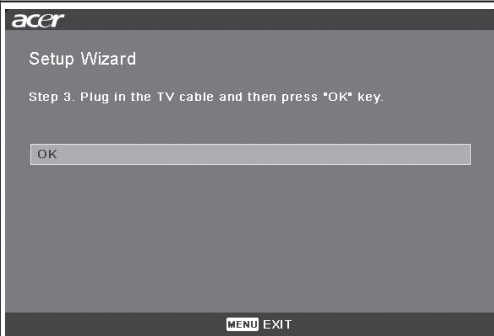 acer
Setup Wizard
Step 3. Plug in the TV cable and then press "OK" key.
OK
MENU EXIT